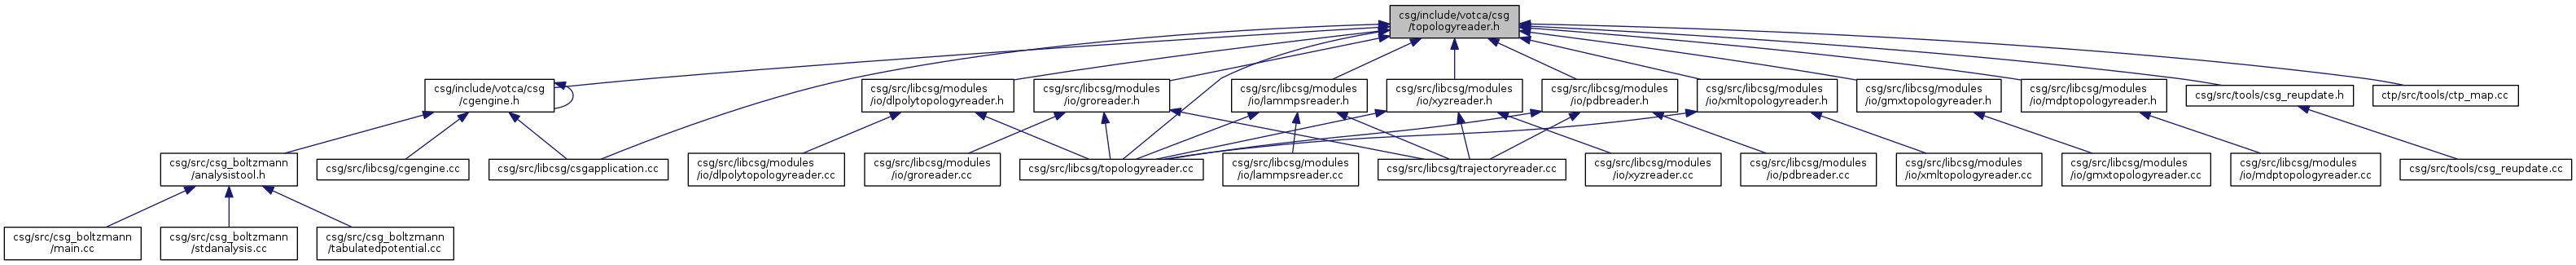 csg/include/votca/csg
/topologyreader.h
csg/include/votca/csg
/cgengine.h
csg/src/libcsg/modules
/io/dlpolytopologyreader.h
csg/src/libcsg/modules
/io/groreader.h
csg/src/libcsg/modules
/io/lammpsreader.h
csg/src/libcsg/modules
/io/xyzreader.h
csg/src/libcsg/modules
/io/pdbreader.h
csg/src/libcsg/modules
/io/xmltopologyreader.h
csg/src/libcsg/modules
/io/gmxtopologyreader.h
csg/src/libcsg/modules
/io/mdptopologyreader.h
csg/src/tools/csg_reupdate.h
ctp/src/tools/ctp_map.cc
csg/src/csg_boltzmann
/analysistool.h
csg/src/libcsg/cgengine.cc
csg/src/libcsg/csgapplication.cc
csg/src/libcsg/modules
/io/dlpolytopologyreader.cc
csg/src/libcsg/modules
/io/groreader.cc
csg/src/libcsg/topologyreader.cc
csg/src/libcsg/modules
/io/lammpsreader.cc
csg/src/libcsg/trajectoryreader.cc
csg/src/libcsg/modules
/io/xyzreader.cc
csg/src/libcsg/modules
/io/pdbreader.cc
csg/src/libcsg/modules
/io/xmltopologyreader.cc
csg/src/libcsg/modules
/io/gmxtopologyreader.cc
csg/src/libcsg/modules
/io/mdptopologyreader.cc
csg/src/tools/csg_reupdate.cc
csg/src/csg_boltzmann
/main.cc
csg/src/csg_boltzmann
/stdanalysis.cc
csg/src/csg_boltzmann
/tabulatedpotential.cc